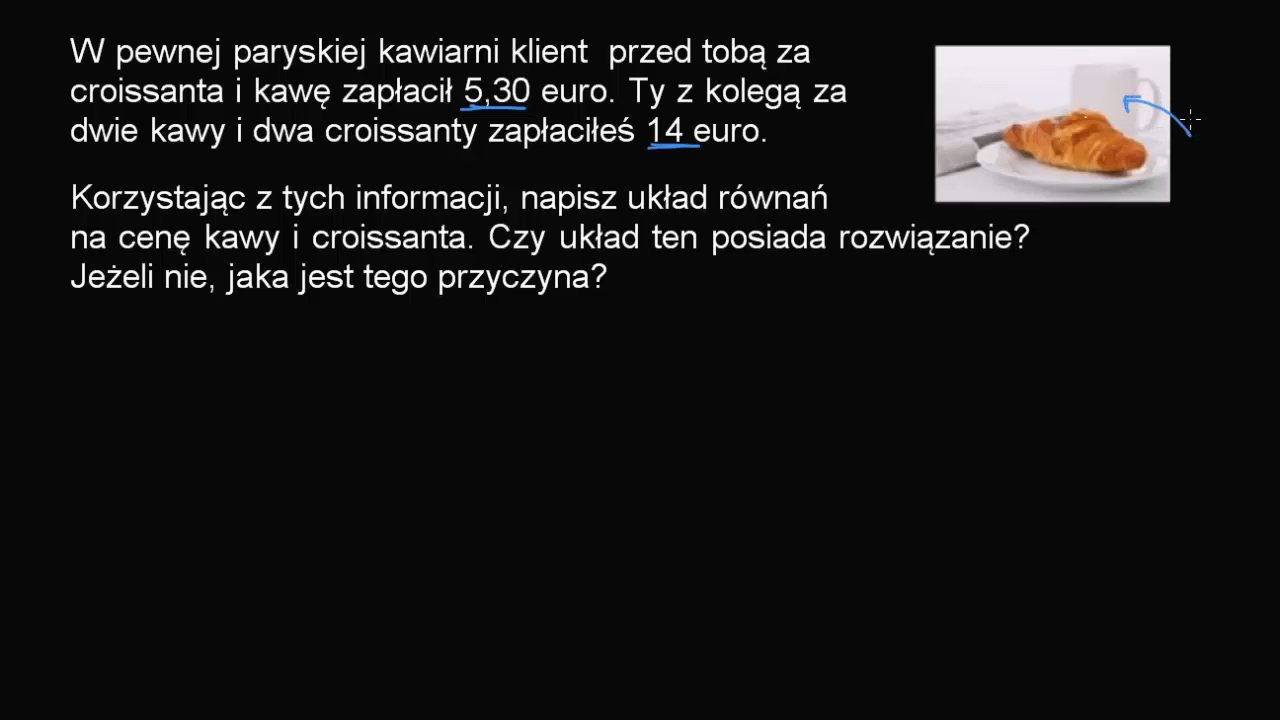 W pewnej paryskiej kawiarni klient przed tobą za
croissanta i kawę zapłacił 5,30 euro. Ty z kolegą za
dwie kawy i dwa croissanty zapłaciłeś 14 euro.
Korzystając z tych informacji, napisz układ równań
na cenę kawy i croissanta. Czy układ ten posiada rozwiązanie?
Jeżeli nie, jaka jest tego przyczyna?